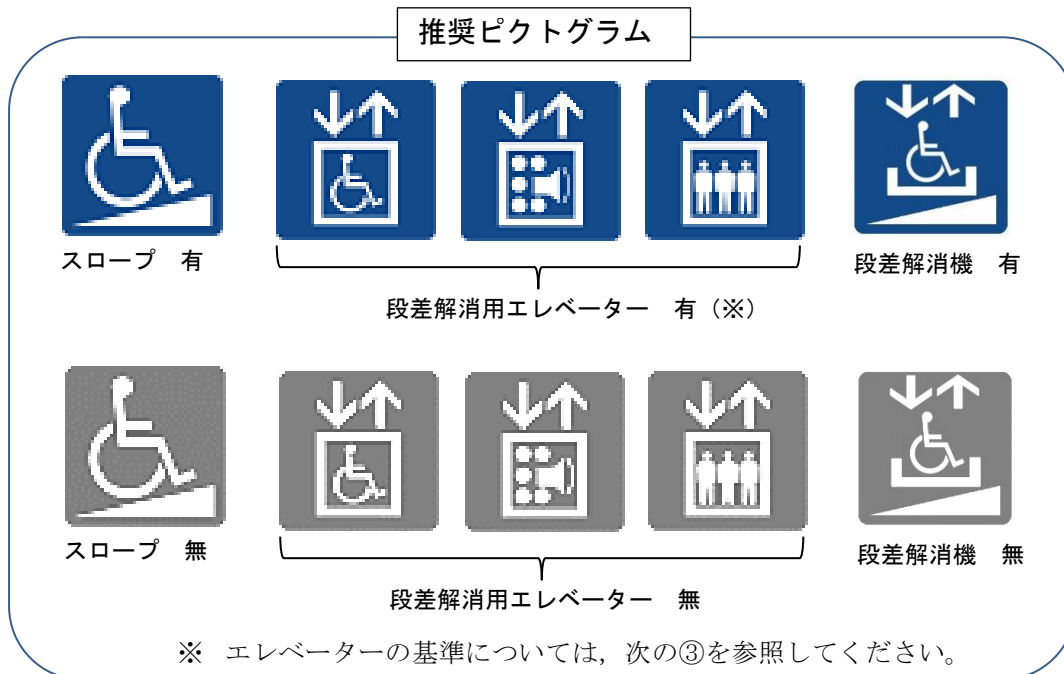 推奨ピクトグラム
スロープ　有
段差解消用エレベーター　有（※）
段差解消機　有
スロープ　無
段差解消用エレベーター　無
段差解消機　無
※　エレベーターの基準については，次の③を参照してください。